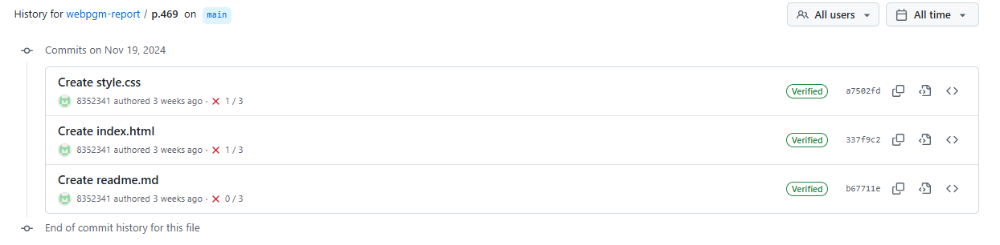 History for webpgm-report / p.469 on main
All users
All time
Commits on Nov 19, 2024
Create style.css
8352341 authored 3 weeks ago · 1 / 3
Verified
a7502fd
Create index.html
8352341 authored 3 weeks ago · 1 / 3
Verified
337f9c2
Create readme.md
8352341 authored 3 weeks ago · 0 / 3
Verified
b67711e
End of commit history for this file